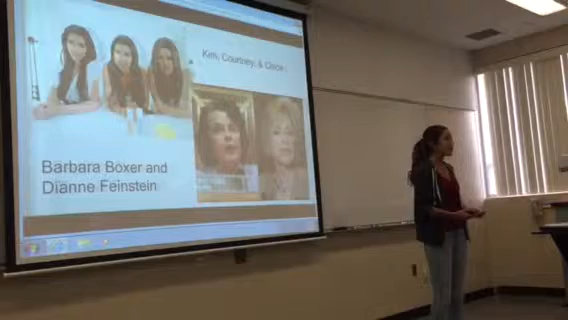 Kim, Courtney, & Chloe
Barbara Boxer and
Dianne Feinstein